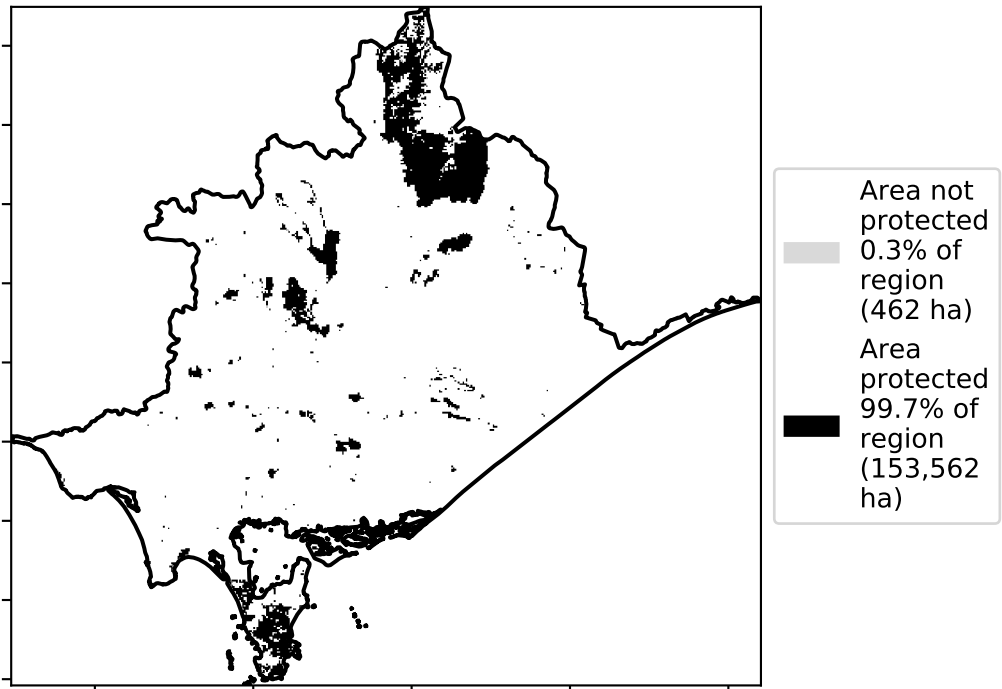 Area not
protected
0.3% of
region
(462 ha)
Area
protected
99.7% of
region
(153,562
ha)